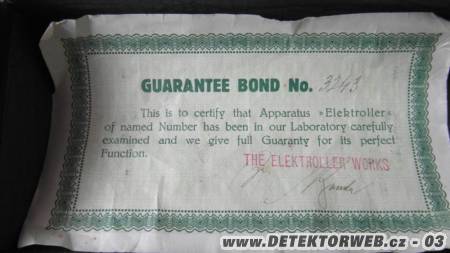 GUARANTEE BOND No. 3243
This is to certify that Apparatus »Elektroller«
of named Number has been in our Laboratory carefully
examined and we give full Guaranty for its perfect
Function.
THE ELEKTROLLER WORKS
www.DETEKTORWEB.cz - 03